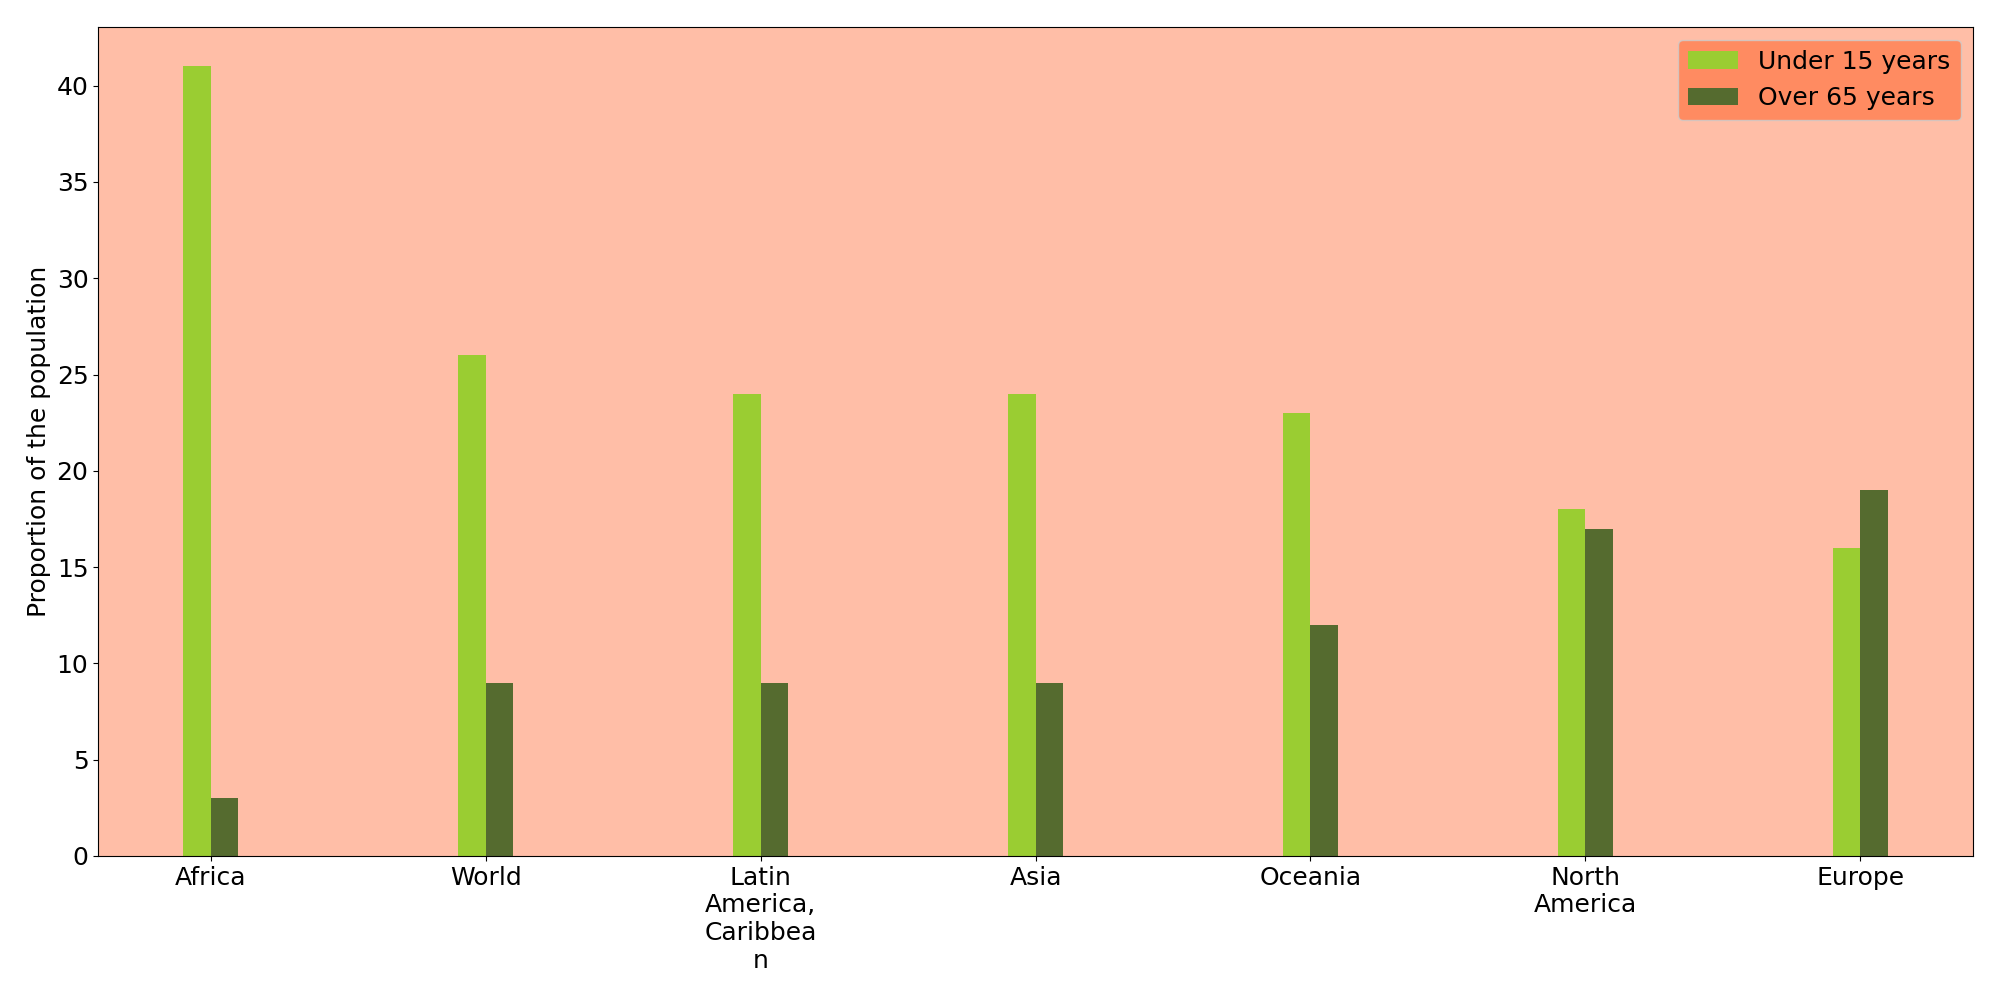 Under 15 years
Over 65 years
Proportion of the population
40
35
30
25
20
15
10
5
0
Africa
World
Latin
America,
Caribbea
n
Asia
Oceania
North
America
Europe